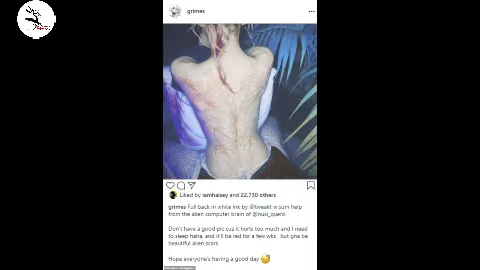 grimes
Liked by iamhalsey and 22,730 others
grimes Full back in white ink by @tweakt w sum help
from the alien computer brain of @nusi_quero
Don't have a good pic cuz it hurts too much and I need
to sleep haha, and it'll be red for a few wks , but gna be
beautiful alien scars.
Hope everyone's having a good day